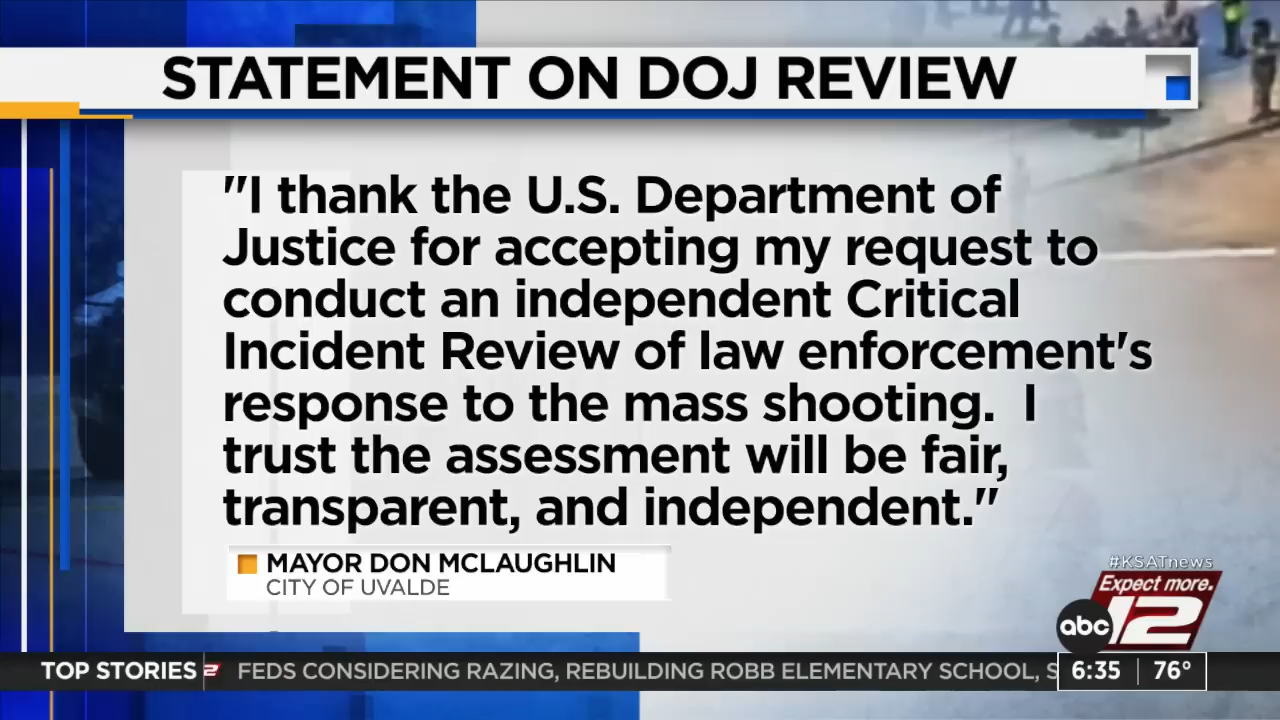 STATEMENT ON DOJ REVIEW
"I thank the U.S. Department of
Justice for accepting my request to
conduct an independent Critical
Incident Review of law enforcement's
response to the mass shooting.  I
trust the assessment will be fair,
transparent, and independent."
MAYOR DON MCLAUGHLIN
CITY OF UVALDE
#KSATnews
Expect more.
abc 12
TOP STORIES FEDS CONSIDERING RAZING, REBUILDING ROBB ELEMENTARY SCHOOL, S 6:35 76°